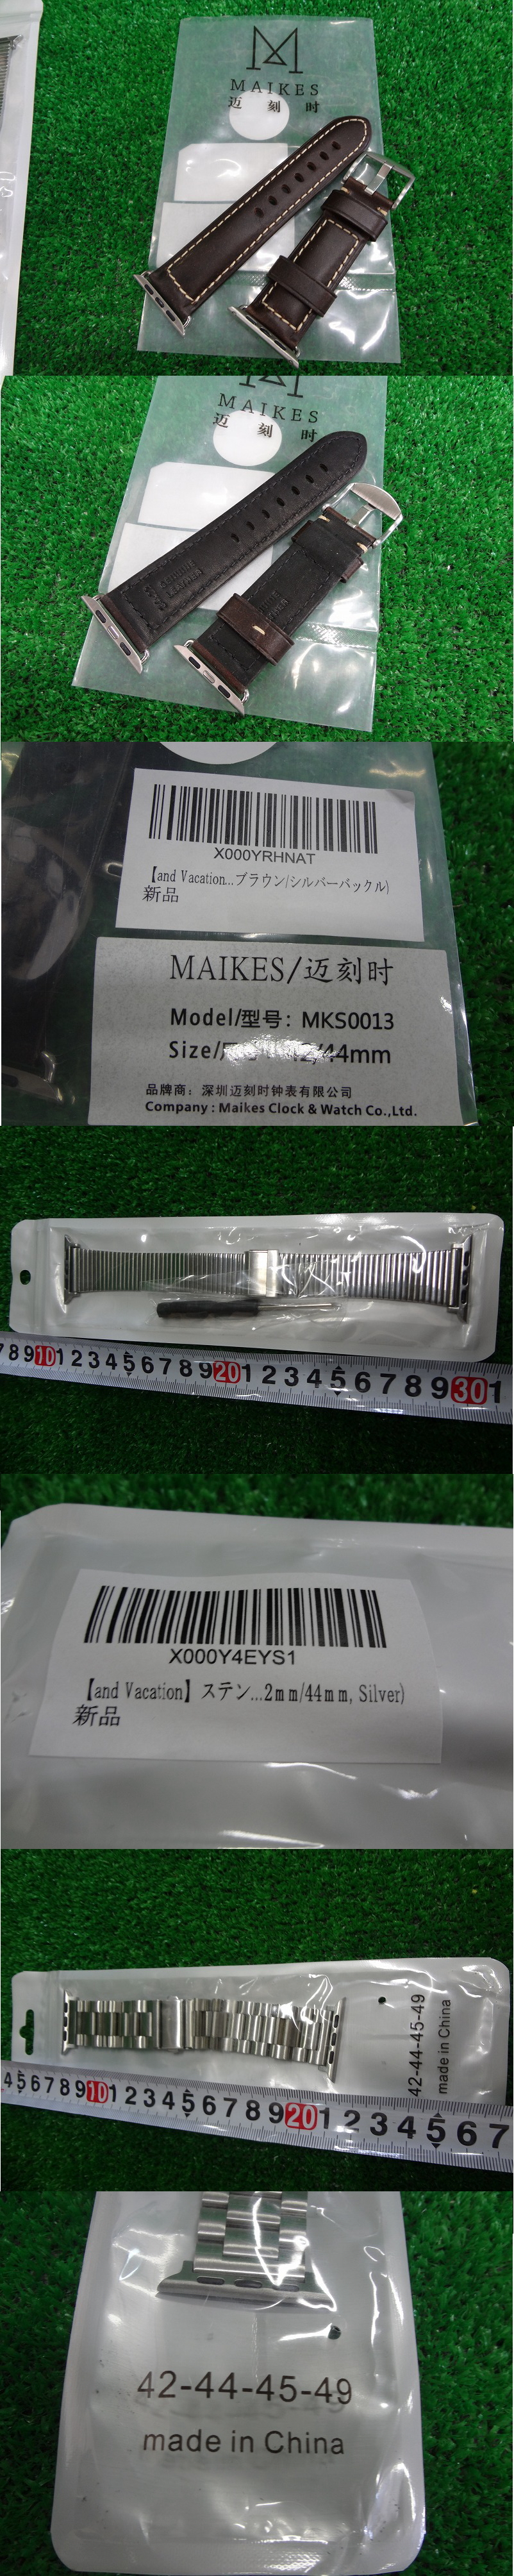 MAIKES
迈 刻 时
MAIKES
迈 刻 时
GENUINE
LEATHER
X000YRHNAT
【and Vacation...ブラウン/シルバーバックル)
新品
MAIKES/迈刻时
Model/型号: MKS0013
Size/ 44mm
品牌商: 深圳迈刻时钟表有限公司
Company : Maikes Clock & Watch Co.,Ltd.
7 8 9 10 1 2 3 4 5 6 7 8 9 20 1 2 3 4 5 6 7 8 9 30 1
X000Y4EYS1
【and Vacation】ステン...2mm/44mm, Silver)
新品
42-44-45-49
made in China
4 5 6 7 8 9 10 1 2 3 4 5 6 7 8 9 20 1 2 3 4 5 6 7
42-44-45-49
made in China